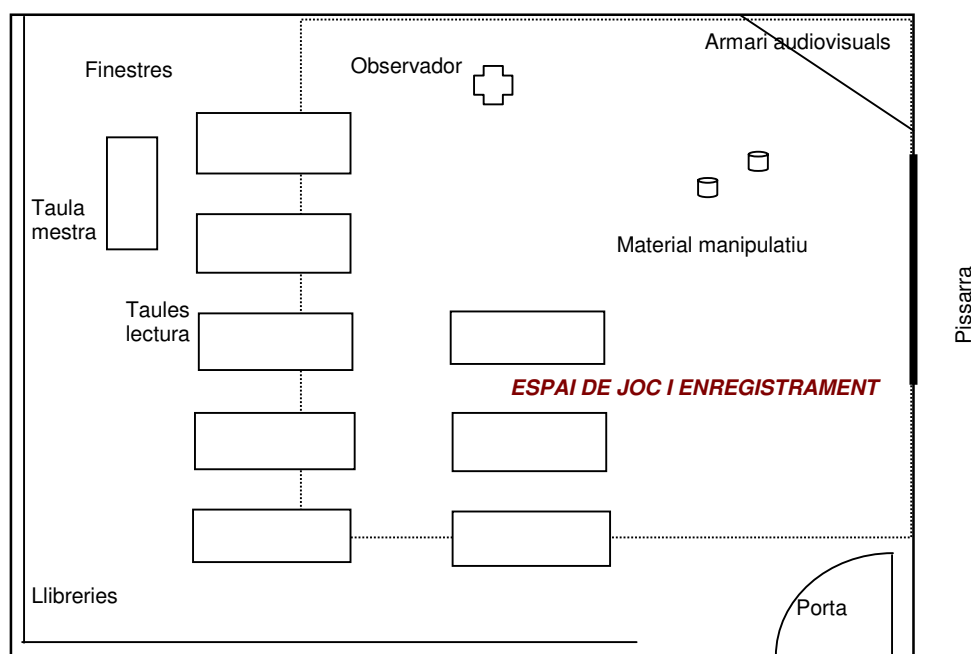 Armari audiovisuals
Finestres
Observador
Taula
mestra
Material manipulatiu
Pissarra
Taules
lectura
ESPAI DE JOC I ENREGISTRAMENT
Llibreries
Porta